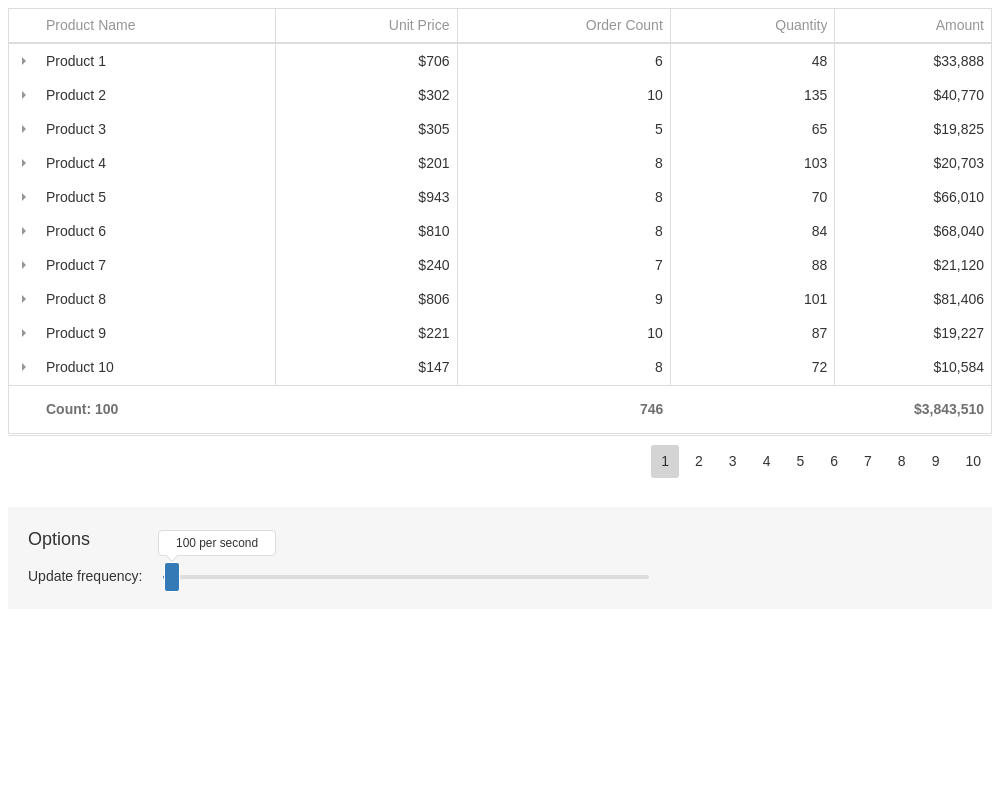 Product Name Unit Price Order Count Quantity Amount
Product 1 $706 6 48 $33,888
Product 2 $302 10 135 $40,770
Product 3 $305 5 65 $19,825
Product 4 $201 8 103 $20,703
Product 5 $943 8 70 $66,010
Product 6 $810 8 84 $68,040
Product 7 $240 7 88 $21,120
Product 8 $806 9 101 $81,406
Product 9 $221 10 87 $19,227
Product 10 $147 8 72 $10,584
Count: 100 746 $3,843,510
1 2 3 4 5 6 7 8 9 10
Options
100 per second
Update frequency: